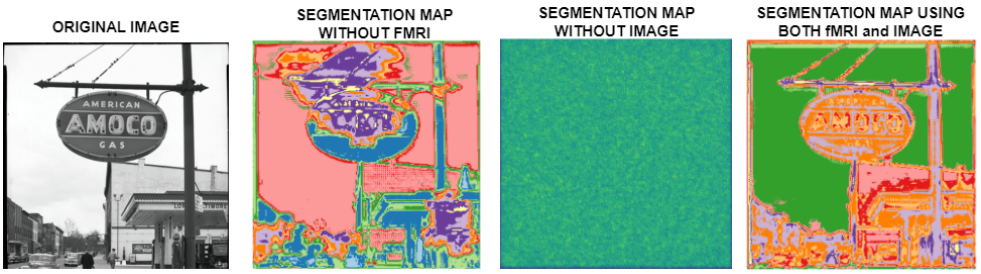 ORIGINAL IMAGE
SEGMENTATION MAP
WITHOUT FMRI
SEGMENTATION MAP
WITHOUT IMAGE
SEGMENTATION MAP USING
BOTH fMRI and IMAGE
AMERICAN
AMOCO
GAS